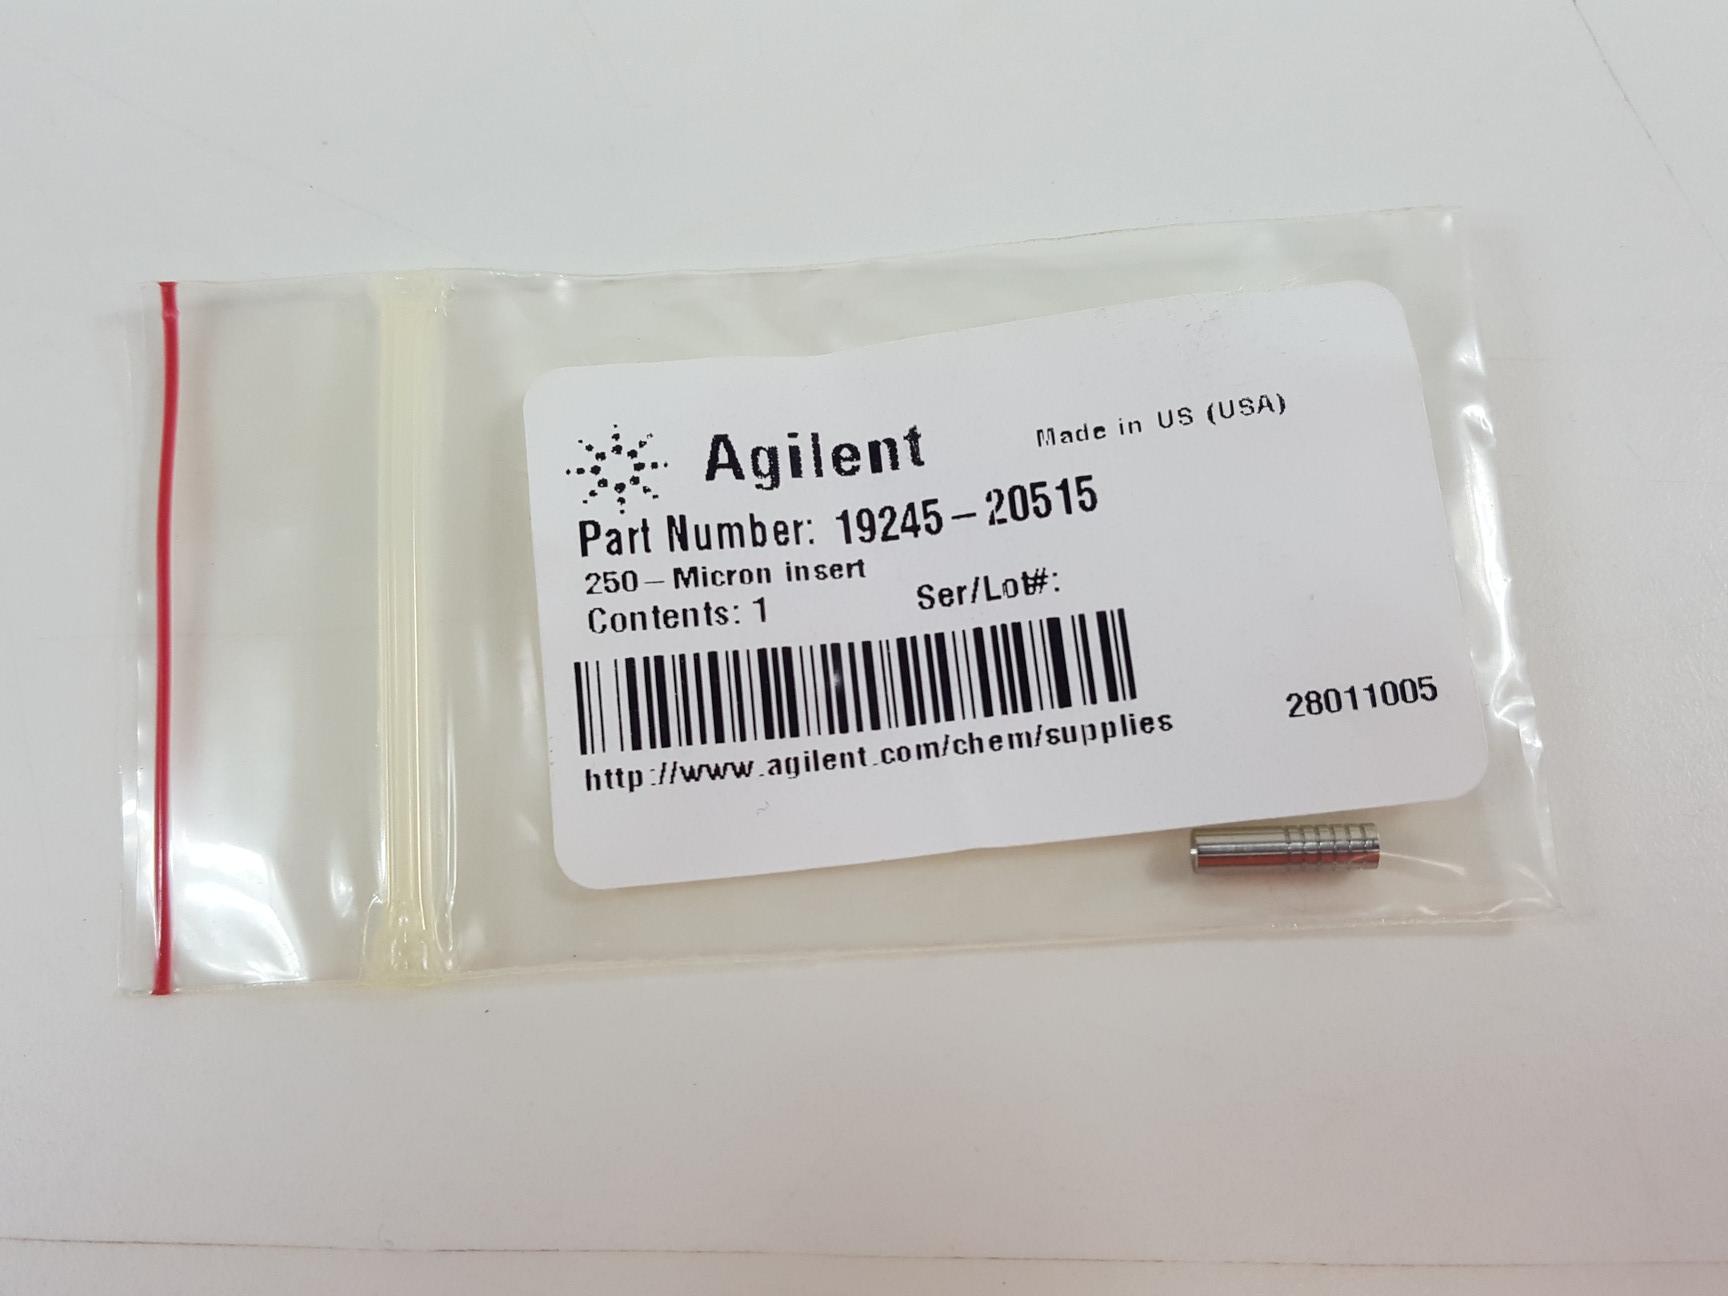 Agilent
Made in US (USA)
Part Number: 19245-20515
250-Micron insert
Contents: 1
Ser/Lot#:
28011005
http://www.agilent.com/chem/supplies